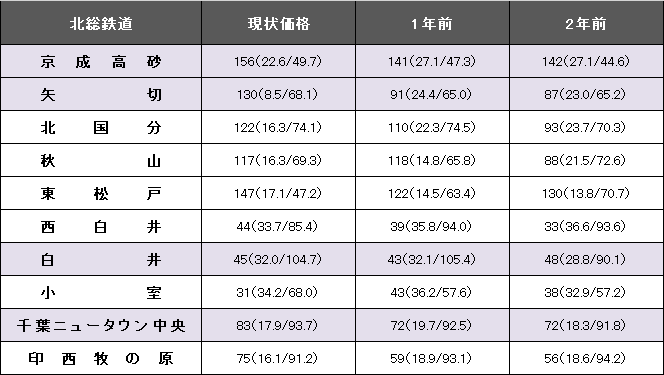 北総鉄道 現状価格 1年前 2年前
京成高砂 156(22.6/49.7) 141(27.1/47.3) 142(27.1/44.6)
矢切 130(8.5/68.1) 91(24.4/65.0) 87(23.0/65.2)
北国分 122(16.3/74.1) 110(22.3/74.5) 93(23.7/70.3)
秋山 117(16.3/69.3) 118(14.8/65.8) 88(21.5/72.6)
東松戸 147(17.1/47.2) 122(14.5/63.4) 130(13.8/70.7)
西白井 44(33.7/85.4) 39(35.8/94.0) 33(36.6/93.6)
白井 45(32.0/104.7) 43(32.1/105.4) 48(28.8/90.1)
小室 31(34.2/68.0) 43(36.2/57.6) 38(32.9/57.2)
千葉ニュータウン中央 83(17.9/93.7) 72(19.7/92.5) 72(18.3/91.8)
印西牧の原 75(16.1/91.2) 59(18.9/93.1) 56(18.6/94.2)